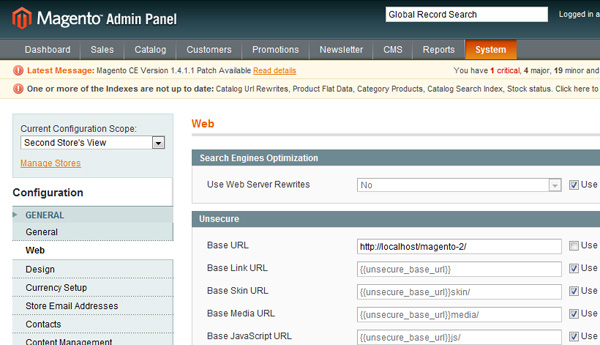 Magento Admin Panel
Global Record Search
Logged in a
Dashboard Sales Catalog Customers Promotions Newsletter CMS Reports System
Latest Message: Magento CE Version 1.4.1.1 Patch Available Read details
You have 1 critical, 4 major, 19 minor and
One or more of the Indexes are not up to date: Catalog Url Rewrites, Product Flat Data, Category Products, Catalog Search Index, Stock status. Click here to
Current Configuration Scope:
Second Store's View
Manage Stores
Configuration
GENERAL
General
Web
Design
Currency Setup
Store Email Addresses
Contacts
Content Management
Web
Search Engines Optimization
Use Web Server Rewrites No Use
Unsecure
Base URL http://localhost/magento-2/ Use
Base Link URL {{unsecure_base_url}} Use
Base Skin URL {{unsecure_base_url}}skin/ Use
Base Media URL {{unsecure_base_url}}media/ Use
Base JavaScript URL {{unsecure_base_url}}js/ Use